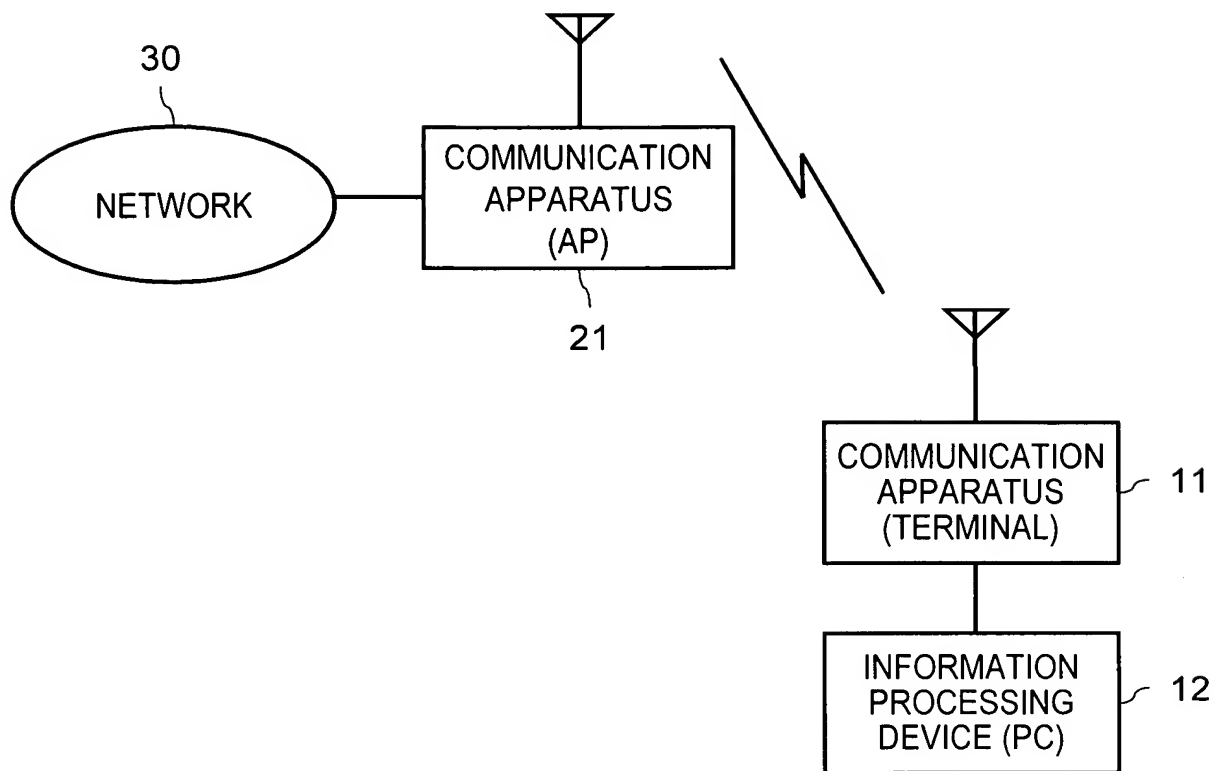 30
NETWORK
COMMUNICATION
APPARATUS
(AP)
21
COMMUNICATION
APPARATUS
(TERMINAL)
11
INFORMATION
PROCESSING
DEVICE (PC)
12